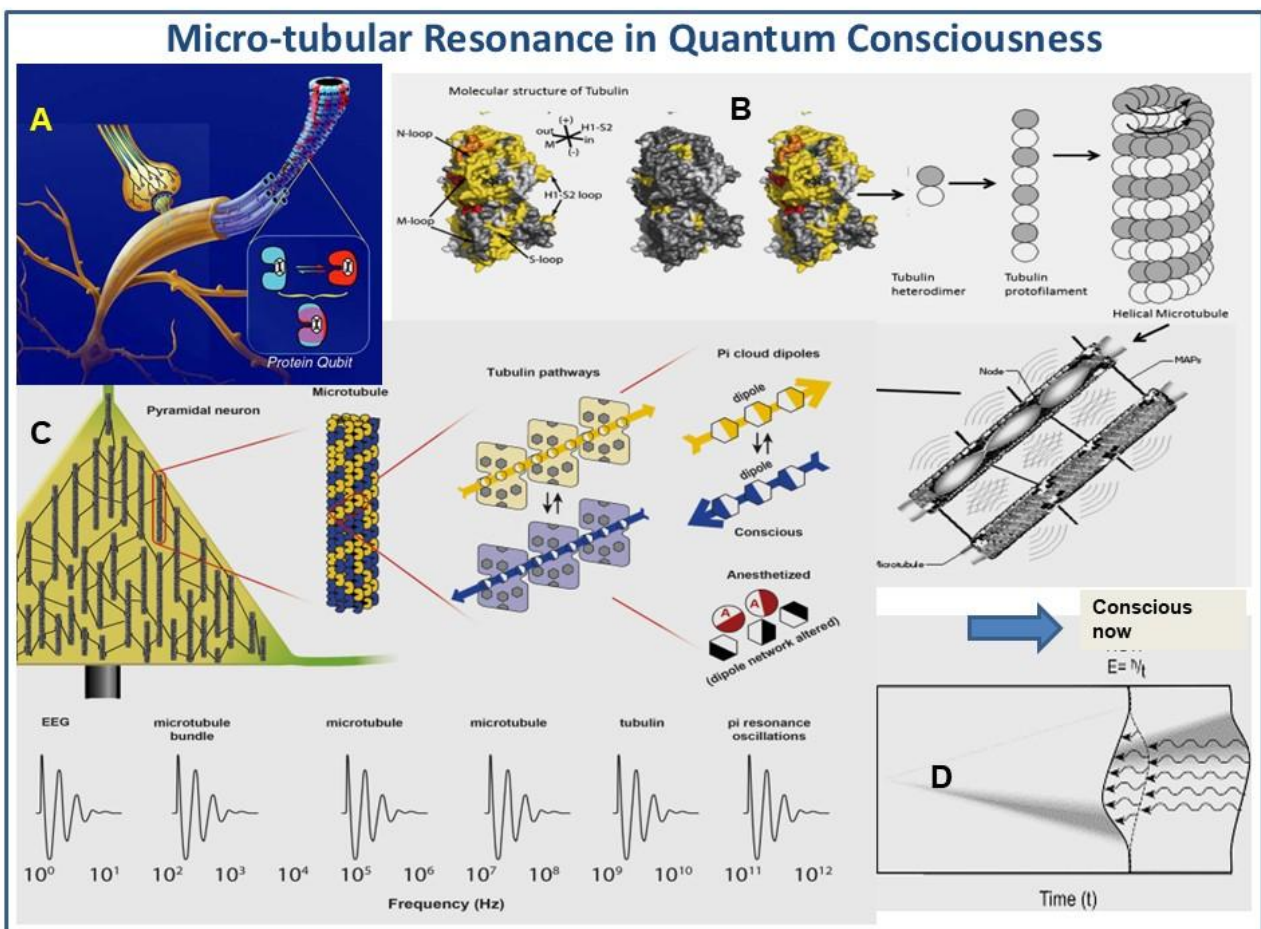 Micro-tubular Resonance in Quantum Consciousness
A
Protein Qubit
Molecular structure of Tubulin
B
(+)
out
H1-S2
in
M
(-)
N-loop
H1-S2 loop
M-loop
S-loop
Tubulin
heterodimer
Tubulin
protofilament
Helical Microtubule
C
Pyramidal neuron
Microtubule
Tubulin pathways
Pi cloud dipoles
dipole
dipole
Conscious
Anesthetized
A
A
(dipole network altered)
Node
MAPs
Microtubule
EEG
microtubule
bundle
microtubule
microtubule
tubulin
pi resonance
oscillations
10⁰ 10¹ 10² 10³ 10⁴ 10⁵ 10⁶ 10⁷ 10⁸ 10⁹ 10¹⁰ 10¹¹ 10¹²
Frequency (Hz)
Conscious
now
E= ħ/t
D
Time (t)